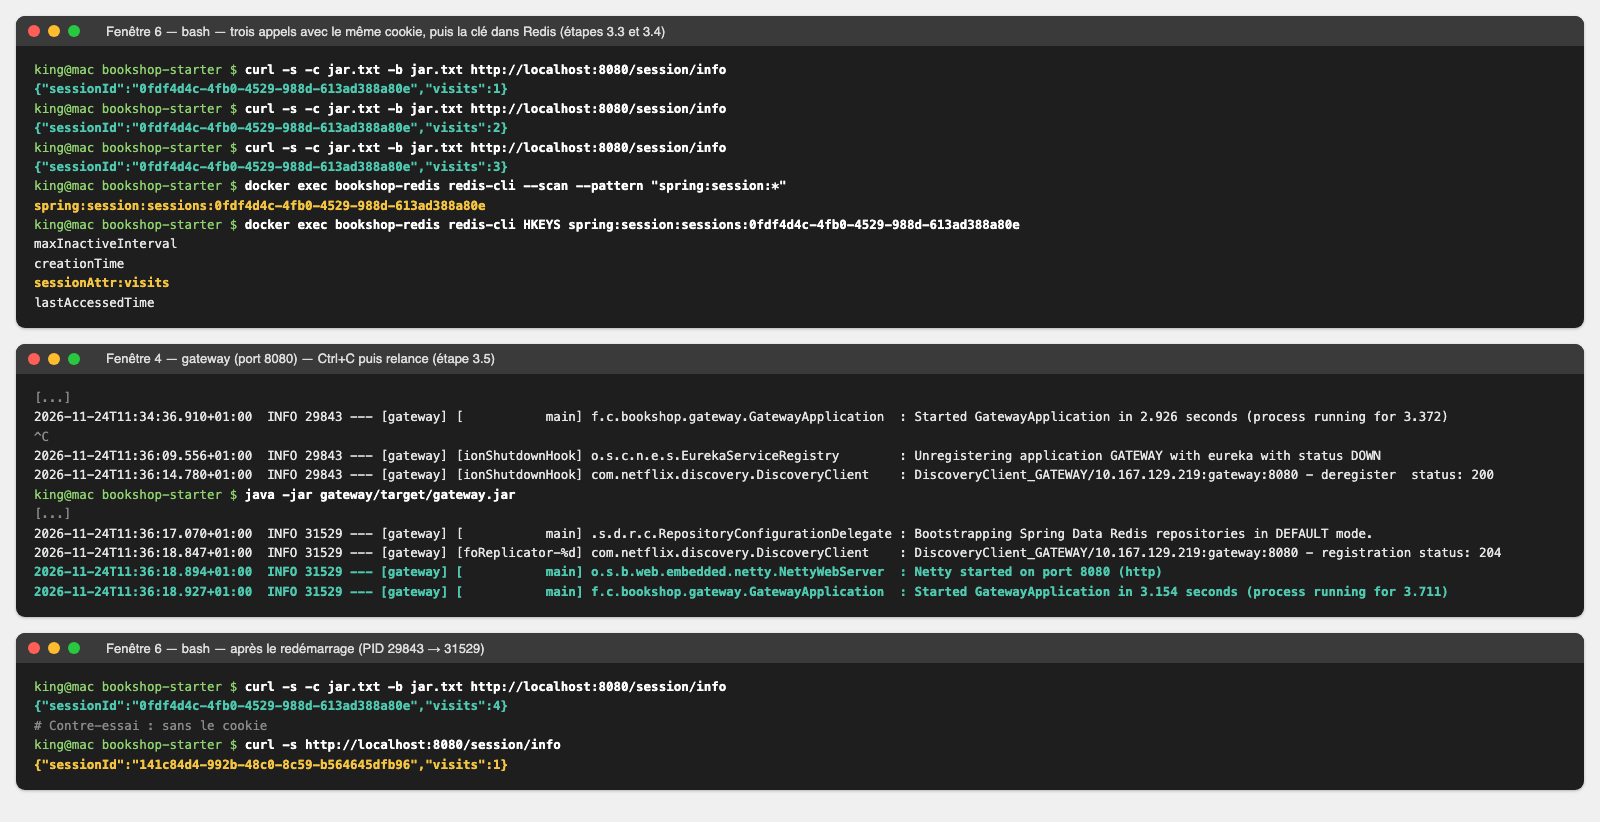 Fenêtre 6 — bash — trois appels avec le même cookie, puis la clé dans Redis (étapes 3.3 et 3.4)
king@mac bookshop-starter $ curl -s -c jar.txt -b jar.txt http://localhost:8080/session/info
{"sessionId":"0fdf4d4c-4fb0-4529-988d-613ad388a80e","visits":1}
king@mac bookshop-starter $ curl -s -c jar.txt -b jar.txt http://localhost:8080/session/info
{"sessionId":"0fdf4d4c-4fb0-4529-988d-613ad388a80e","visits":2}
king@mac bookshop-starter $ curl -s -c jar.txt -b jar.txt http://localhost:8080/session/info
{"sessionId":"0fdf4d4c-4fb0-4529-988d-613ad388a80e","visits":3}
king@mac bookshop-starter $ docker exec bookshop-redis redis-cli --scan --pattern "spring:session:*"
spring:session:sessions:0fdf4d4c-4fb0-4529-988d-613ad388a80e
king@mac bookshop-starter $ docker exec bookshop-redis redis-cli HKEYS spring:session:sessions:0fdf4d4c-4fb0-4529-988d-613ad388a80e
maxInactiveInterval
creationTime
sessionAttr:visits
lastAccessedTime
Fenêtre 4 — gateway (port 8080) — Ctrl+C puis relance (étape 3.5)
[...]
2026-11-24T11:34:36.910+01:00  INFO 29843 --- [gateway] [           main] f.c.bookshop.gateway.GatewayApplication  : Started GatewayApplication in 2.926 seconds (process running for 3.372)
^C
2026-11-24T11:36:09.556+01:00  INFO 29843 --- [gateway] [ionShutdownHook] o.s.c.n.e.s.EurekaServiceRegistry        : Unregistering application GATEWAY with eureka with status DOWN
2026-11-24T11:36:14.780+01:00  INFO 29843 --- [gateway] [ionShutdownHook] com.netflix.discovery.DiscoveryClient    : DiscoveryClient_GATEWAY/10.167.129.219:gateway:8080 - deregister  status: 200
king@mac bookshop-starter $ java -jar gateway/target/gateway.jar
[...]
2026-11-24T11:36:17.070+01:00  INFO 31529 --- [gateway] [           main] .s.d.r.c.RepositoryConfigurationDelegate : Bootstrapping Spring Data Redis repositories in DEFAULT mode.
2026-11-24T11:36:18.847+01:00  INFO 31529 --- [gateway] [foReplicator-%d] com.netflix.discovery.DiscoveryClient    : DiscoveryClient_GATEWAY/10.167.129.219:gateway:8080 - registration status: 204
2026-11-24T11:36:18.894+01:00  INFO 31529 --- [gateway] [           main] o.s.b.web.embedded.netty.NettyWebServer  : Netty started on port 8080 (http)
2026-11-24T11:36:18.927+01:00  INFO 31529 --- [gateway] [           main] f.c.bookshop.gateway.GatewayApplication  : Started GatewayApplication in 3.154 seconds (process running for 3.711)
Fenêtre 6 — bash — après le redémarrage (PID 29843 → 31529)
king@mac bookshop-starter $ curl -s -c jar.txt -b jar.txt http://localhost:8080/session/info
{"sessionId":"0fdf4d4c-4fb0-4529-988d-613ad388a80e","visits":4}
# Contre-essai : sans le cookie
king@mac bookshop-starter $ curl -s http://localhost:8080/session/info
{"sessionId":"141c84d4-992b-48c0-8c59-b564645dfb96","visits":1}